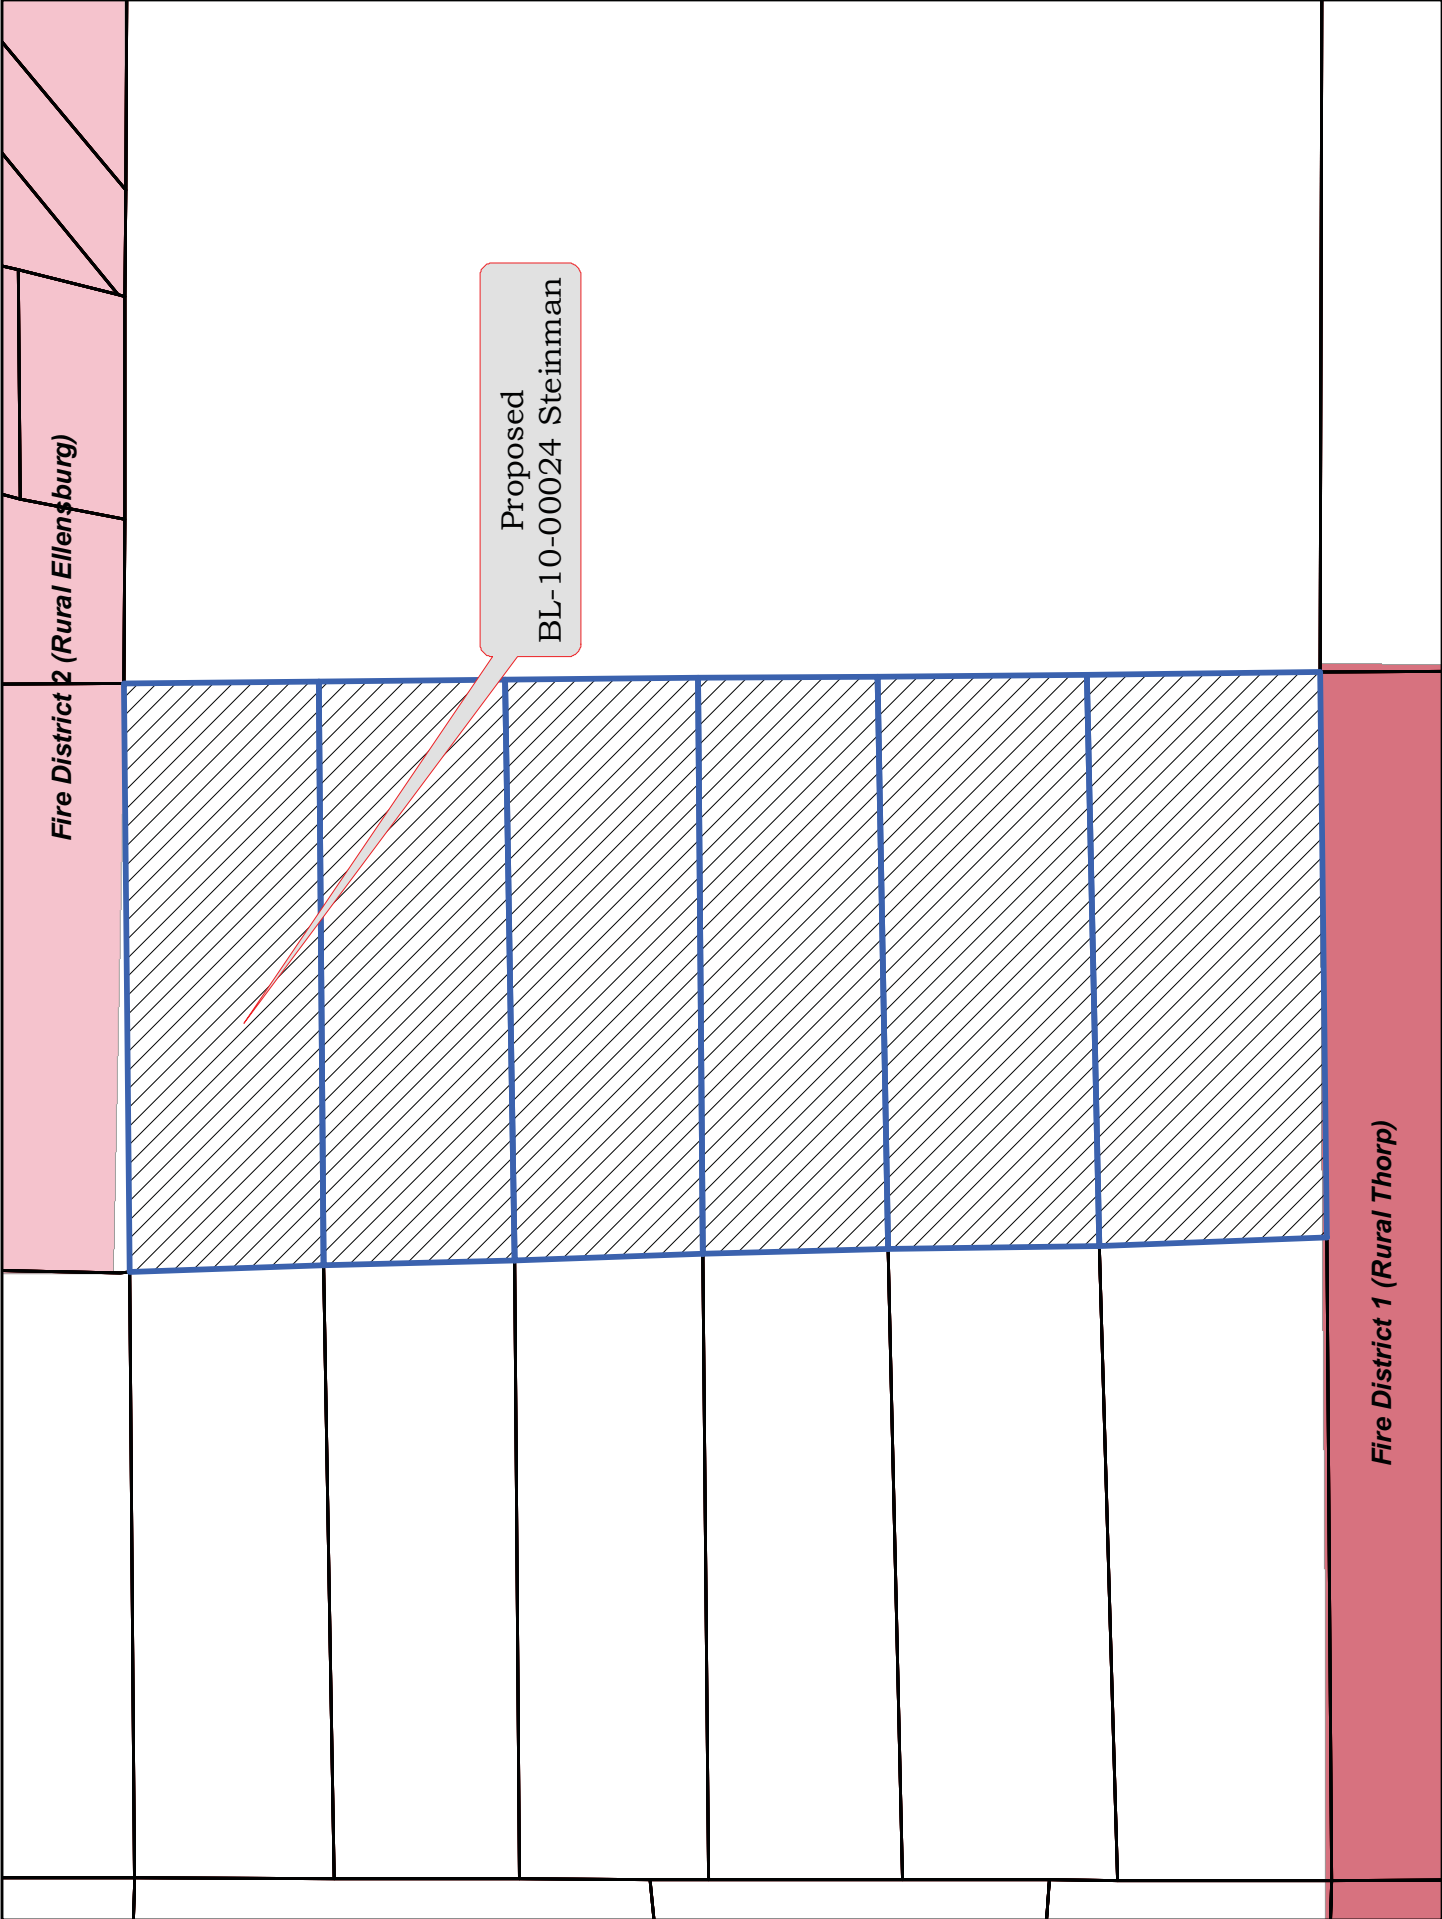 Fire District 2 (Rural Ellensburg)
Proposed
BL-10-00024 Steinman
Fire District 1 (Rural Thorp)